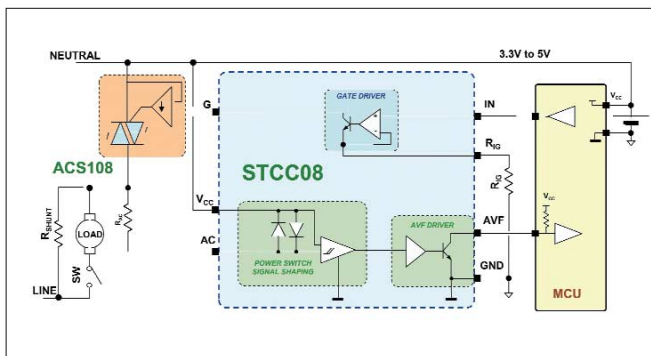 NEUTRAL
3.3V to 5V
GATE DRIVER
G
IN
VCC
RIG
ACS108
STCC08
RSHUNT
LOAD
RAC
VCC
RIG
AVF
VCC
AC
POWER SWITCH
SIGNAL SHAPING
AVF DRIVER
GND
SW
LINE
MCU